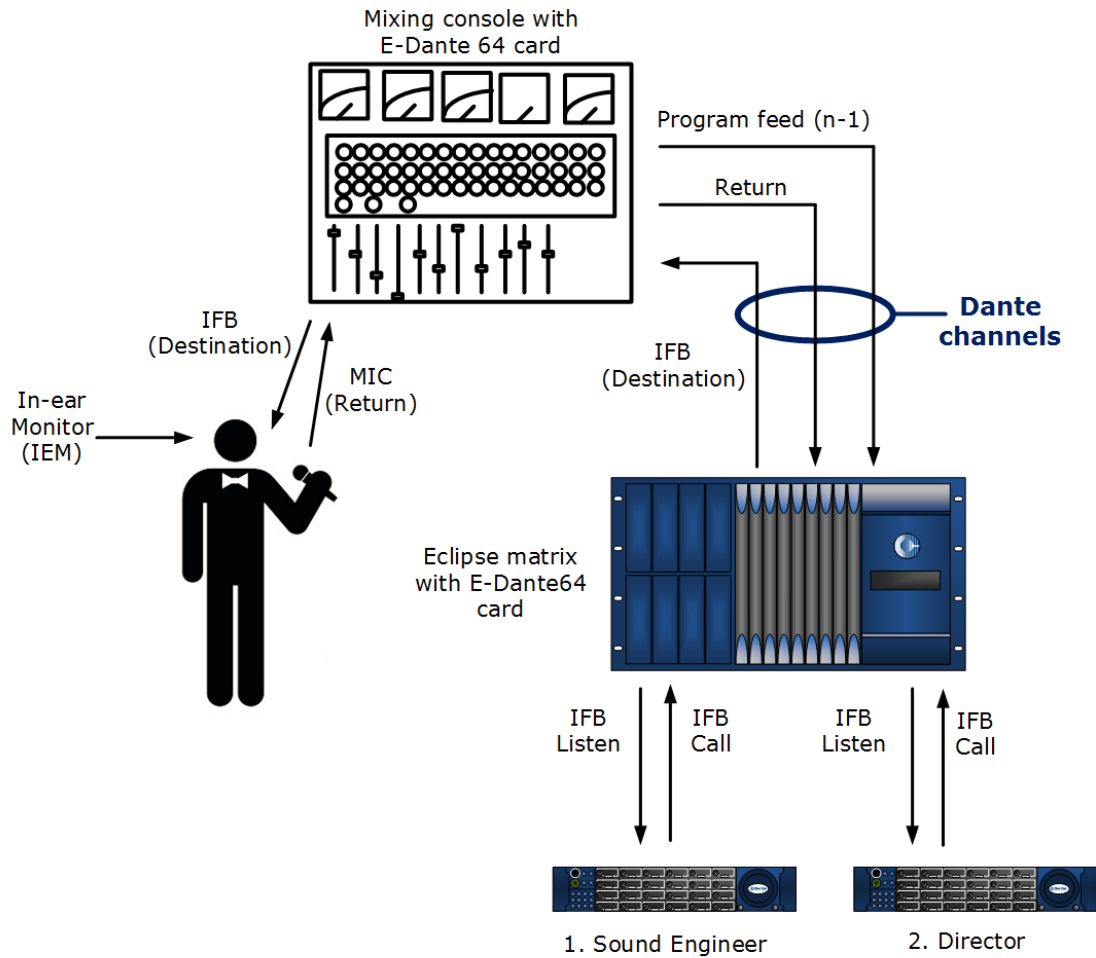 Mixing console with
E-Dante 64 card
Program feed (n-1)
Return
Dante
channels
IFB
(Destination)
MIC
(Return)
IFB
(Destination)
In-ear
Monitor
(IEM)
Eclipse matrix
with E-Dante64
card
IFB
Listen
IFB
Call
IFB
Listen
IFB
Call
1. Sound Engineer
2. Director